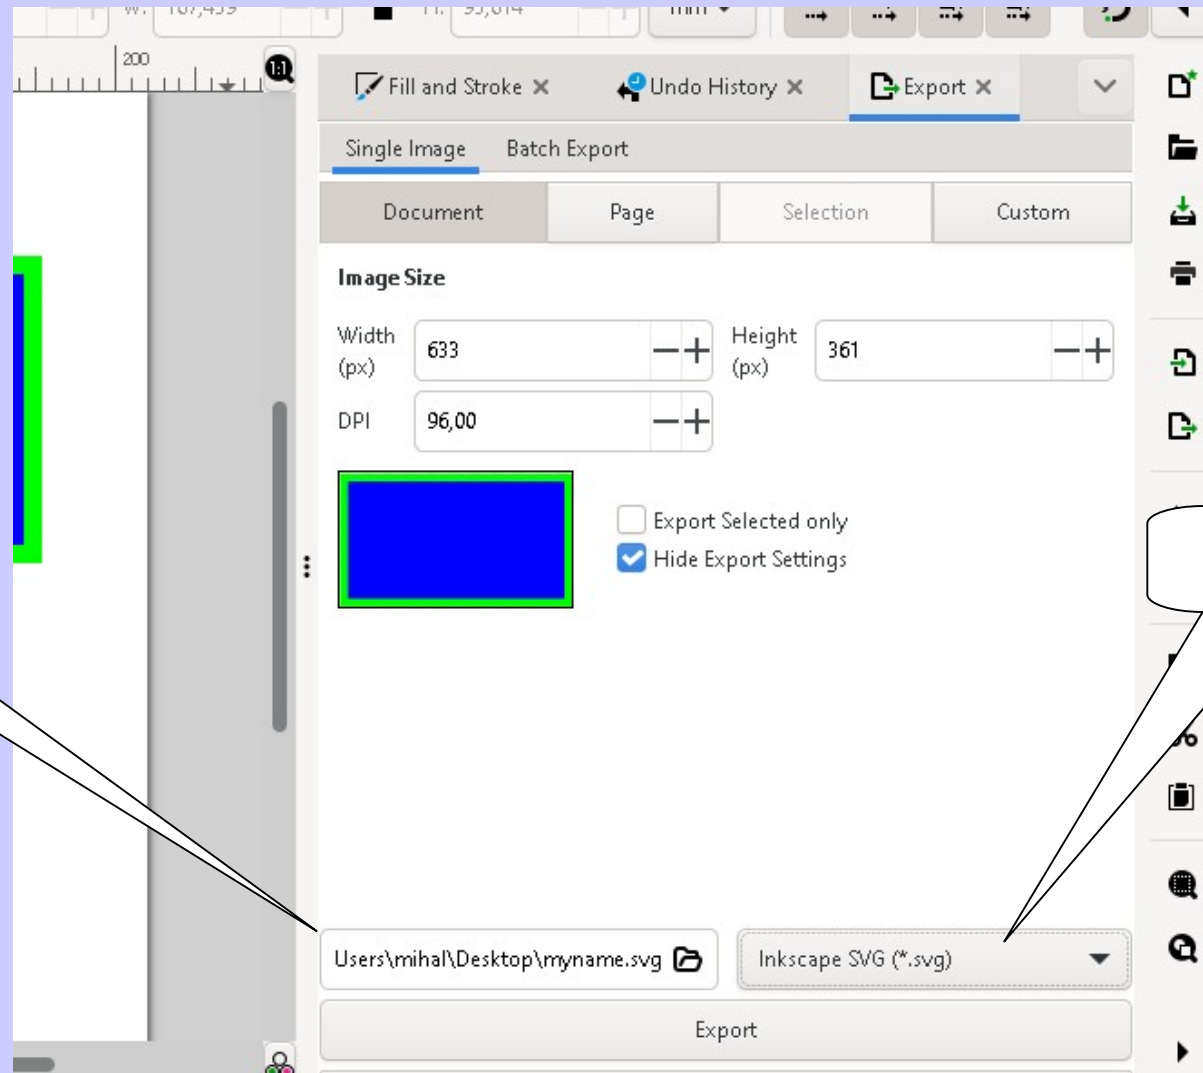 200
1:1
Fill and Stroke
Undo History
Export
Single Image Batch Export
Document Page Selection Custom
Image Size
Width (px) 633 Height (px) 361
DPI 96,00
Export Selected only
Hide Export Settings
Users\mihal\Desktop\myname.svg Inkscape SVG (*.svg)
Export